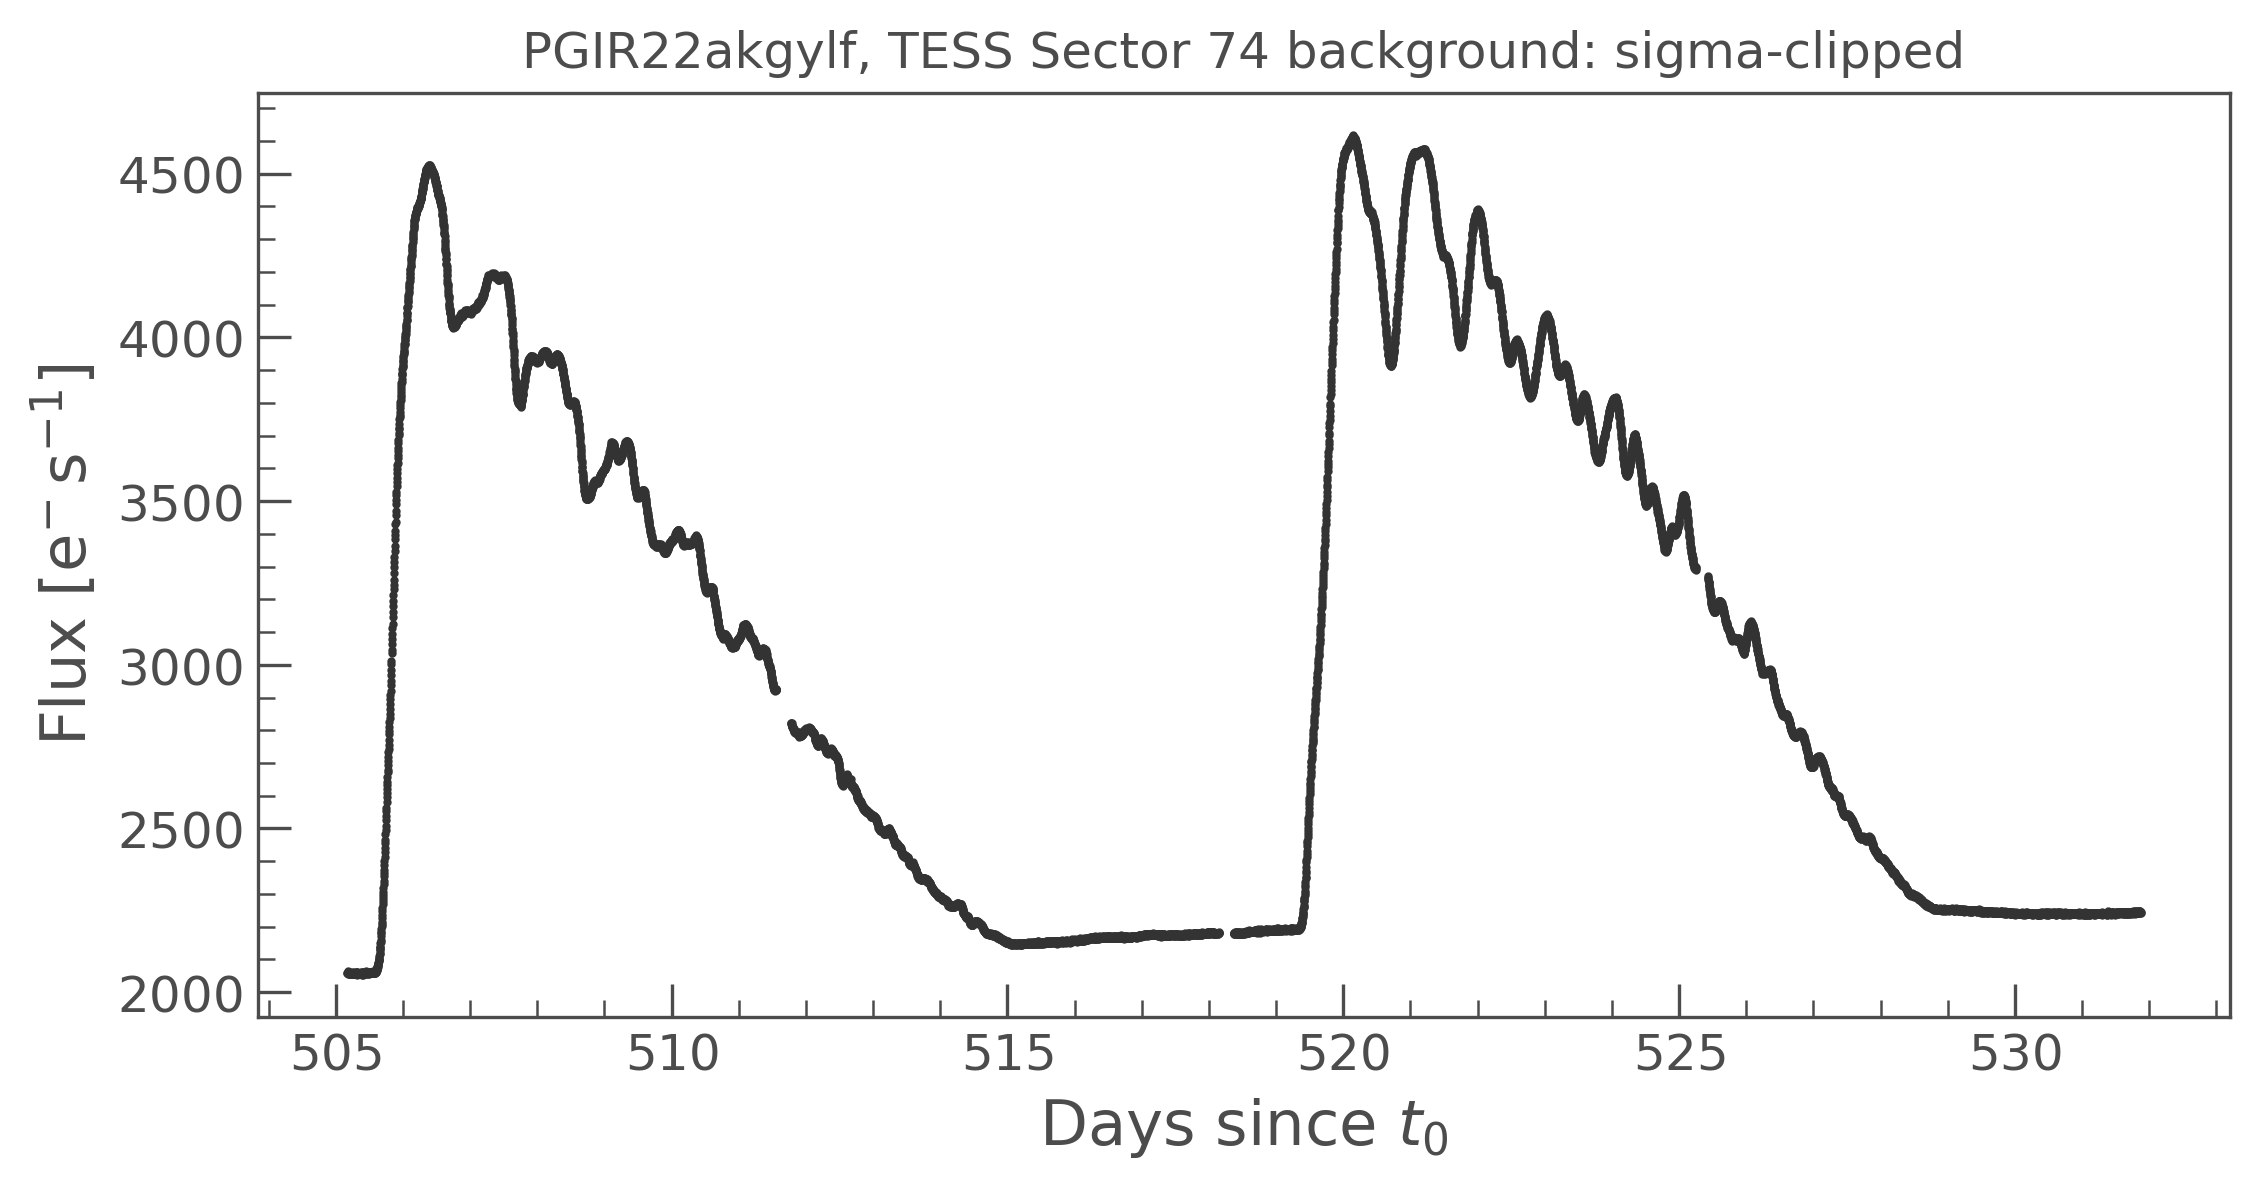 PGIR22akgylf, TESS Sector 74 background: sigma-clipped
Flux [e⁻ s⁻¹]
4500
4000
3500
3000
2500
2000
505 510 515 520 525 530
Days since t₀